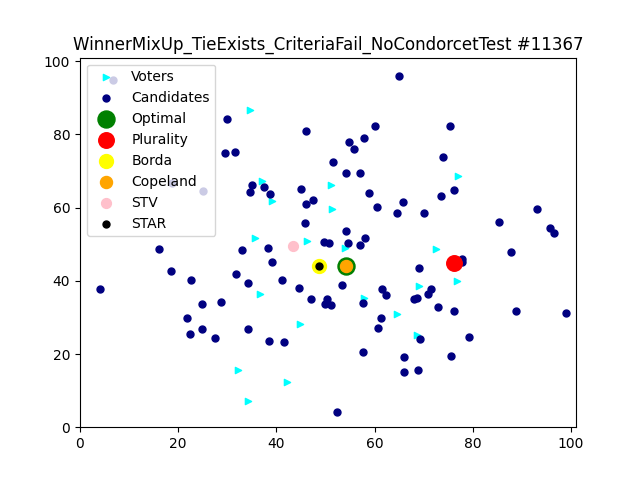 WinnerMixUp_TieExists_CriteriaFail_NoCondorcetTest #11367
100
80
60
40
20
0
0 20 40 60 80 100
Voters
Candidates
Optimal
Plurality
Borda
Copeland
STV
STAR